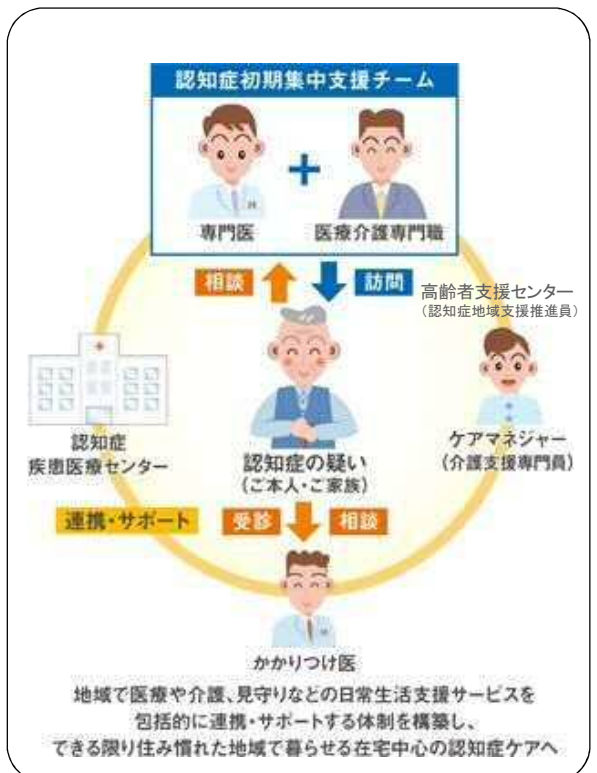 認知症初期集中支援チーム
専門医
医療介護専門職
相談
訪問
高齢者支援センター
(認知症地域支援推進員)
認知症
疾患医療センター
認知症の疑い
(ご本人・ご家族)
ケアマネジャー
(介護支援専門員)
連携・サポート
受診
相談
かかりつけ医
地域で医療や介護、見守りなどの日常生活支援サービスを
包括的に連携・サポートする体制を構築し、
できる限り住み慣れた地域で暮らせる在宅中心の認知症ケアへ